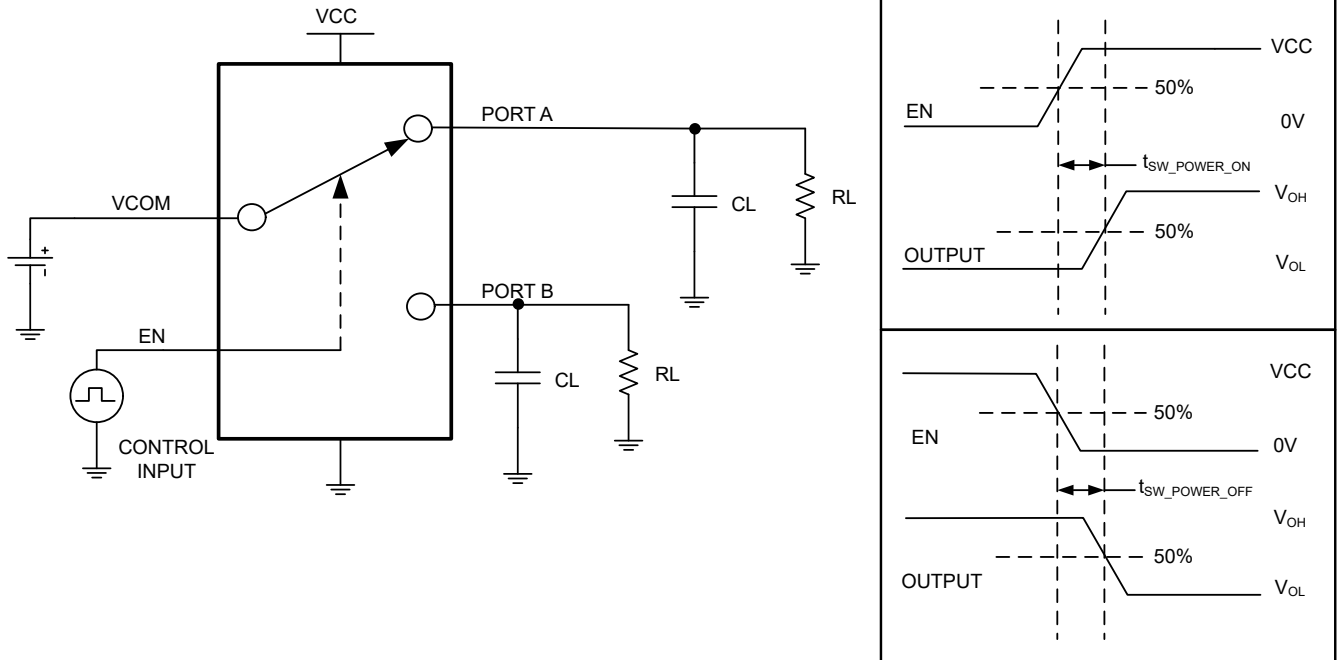 VCC
PORT A
VCOM
CL
RL
PORT B
EN
CL
RL
CONTROL
INPUT
VCC
50%
EN
0V
tSW_POWER_ON
VOH
50%
OUTPUT
VOL
VCC
50%
EN
0V
tSW_POWER_OFF
VOH
50%
OUTPUT
VOL